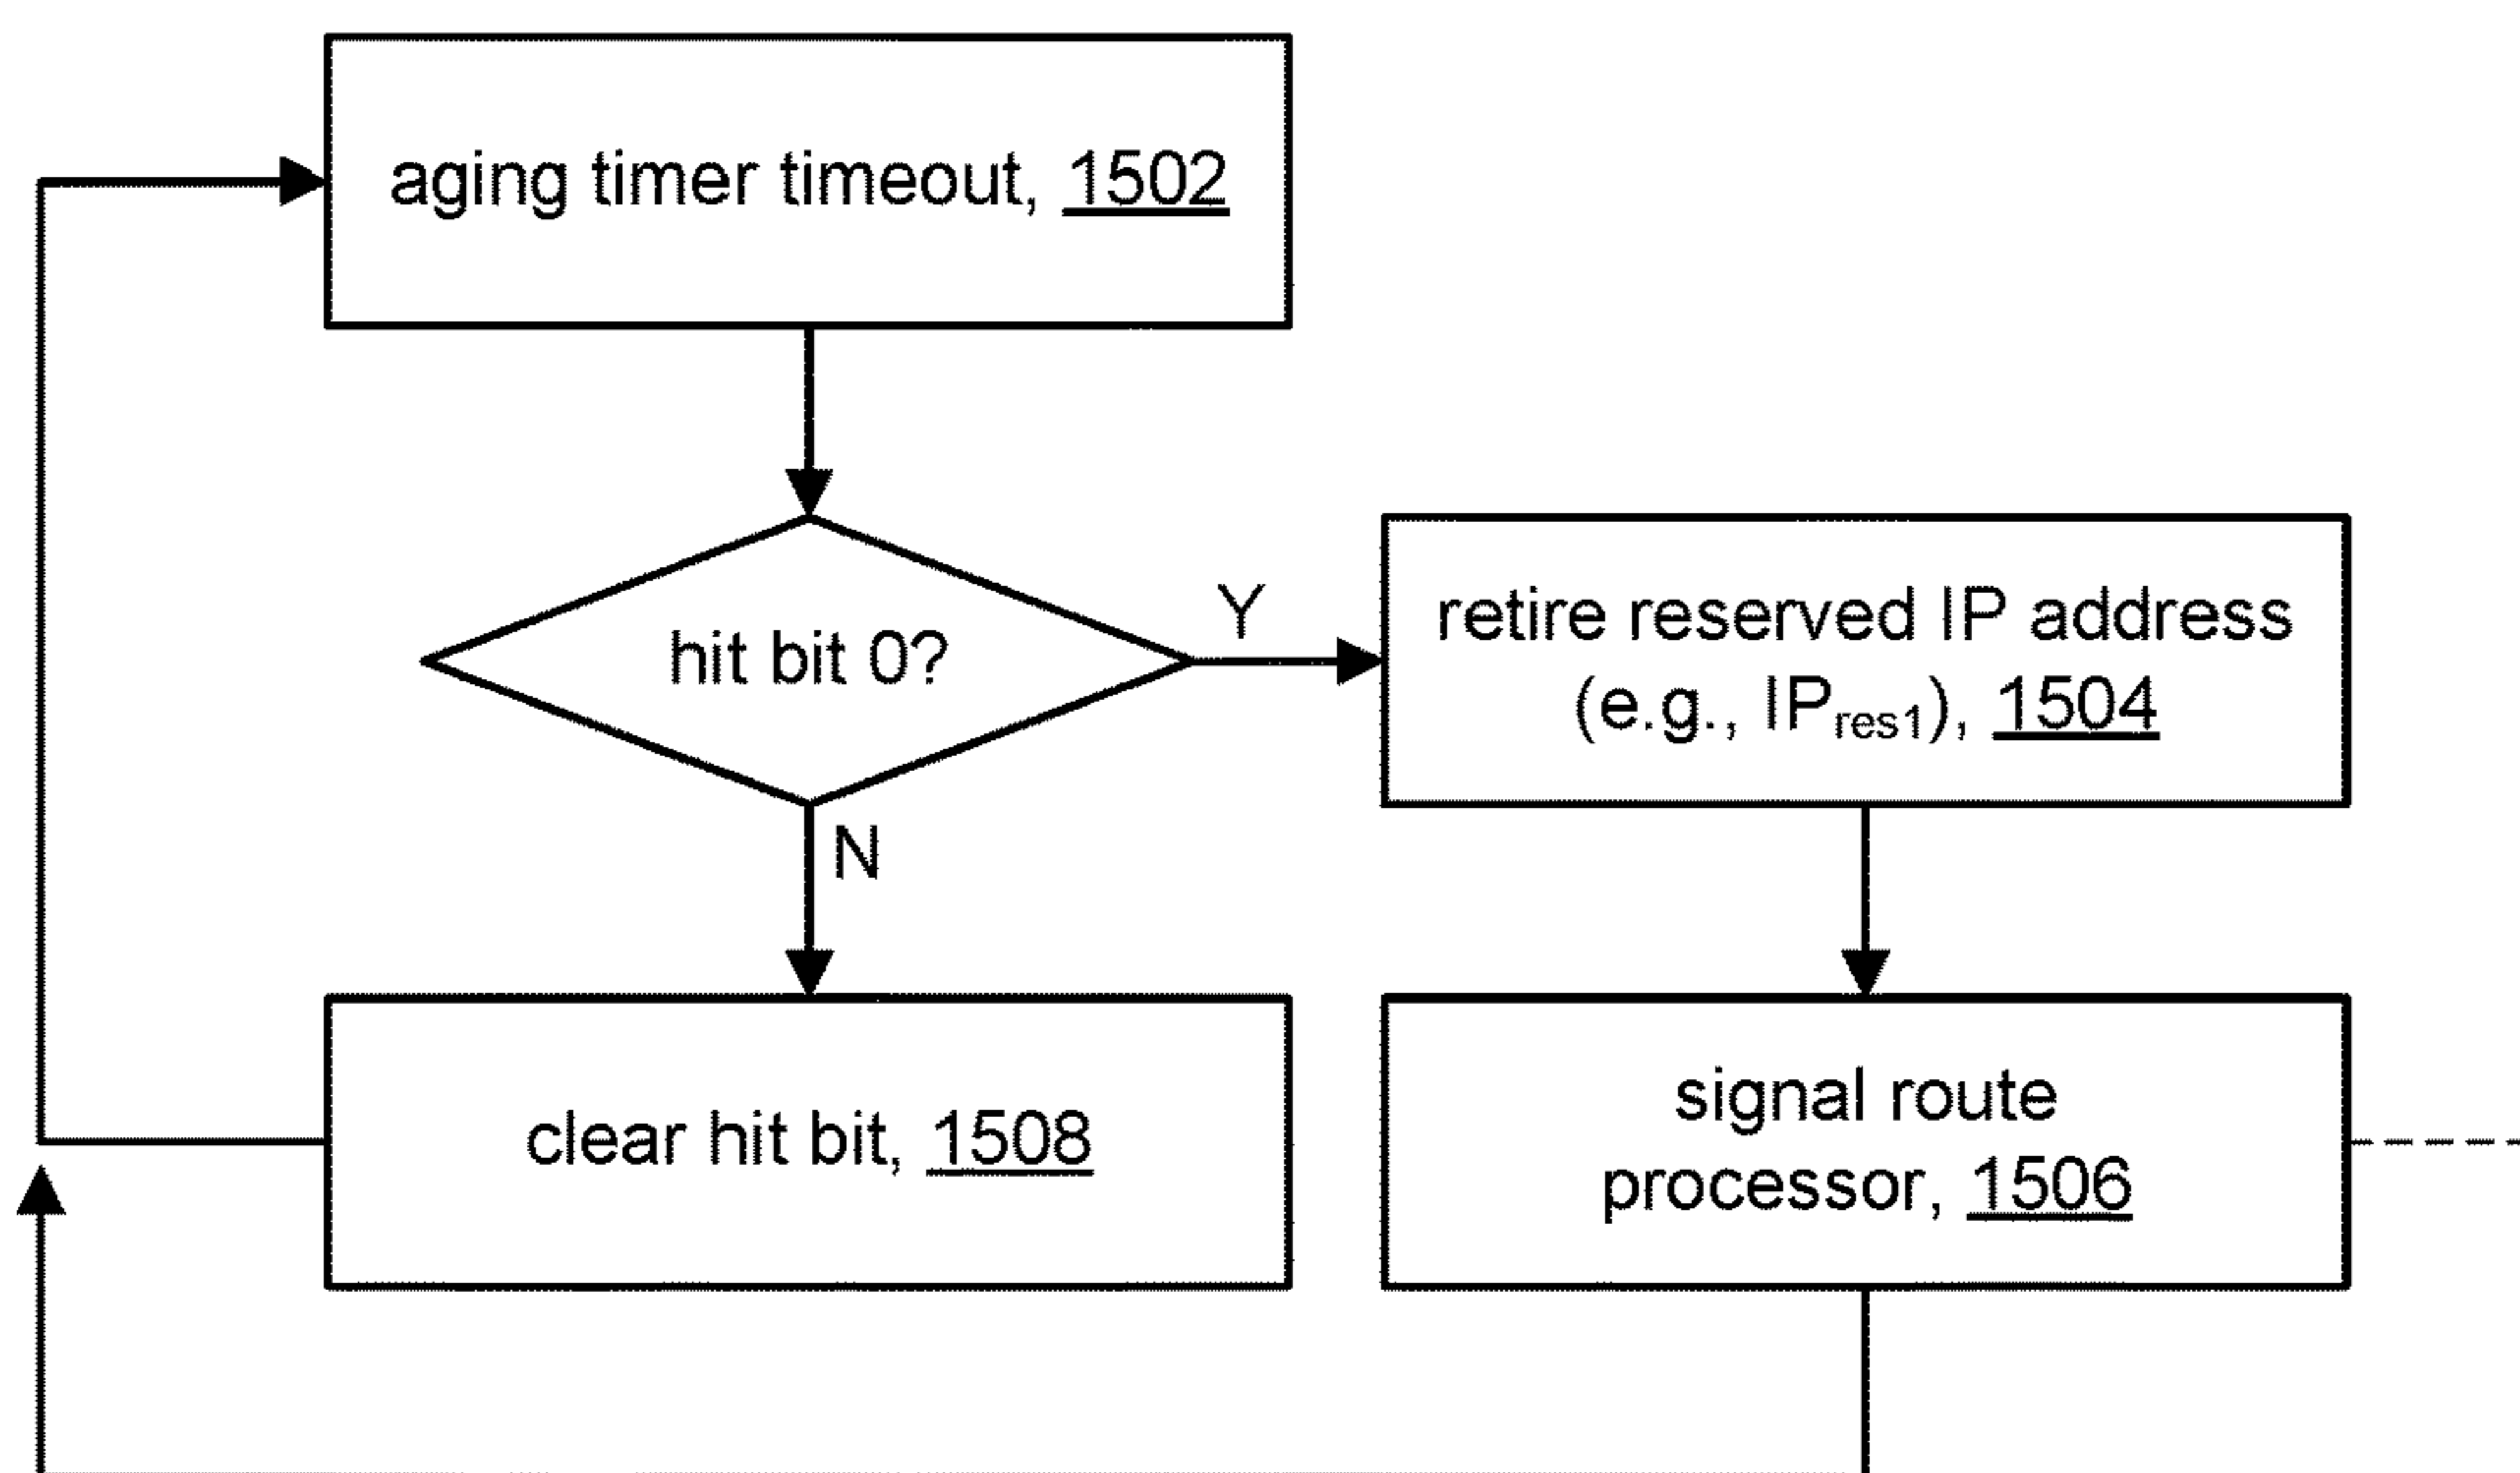 aging timer timeout, 1502
hit bit 0?
Y
retire reserved IP address
(e.g., IPres1), 1504
N
clear hit bit, 1508
signal route
processor, 1506